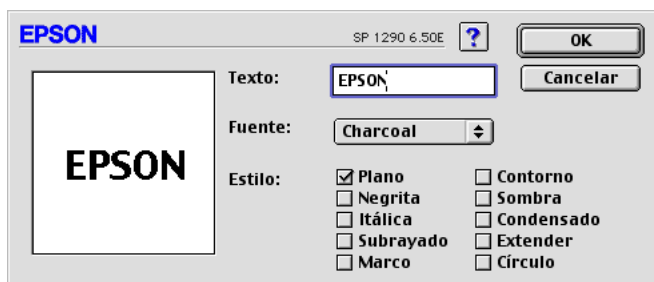 EPSON SP 1290 6.50E ? OK
Texto: EPSON Cancelar
Fuente: Charcoal
EPSON
Estilo: Plano Contorno
Negrita Sombra
Itálica Condensado
Subrayado Extender
Marco Círculo